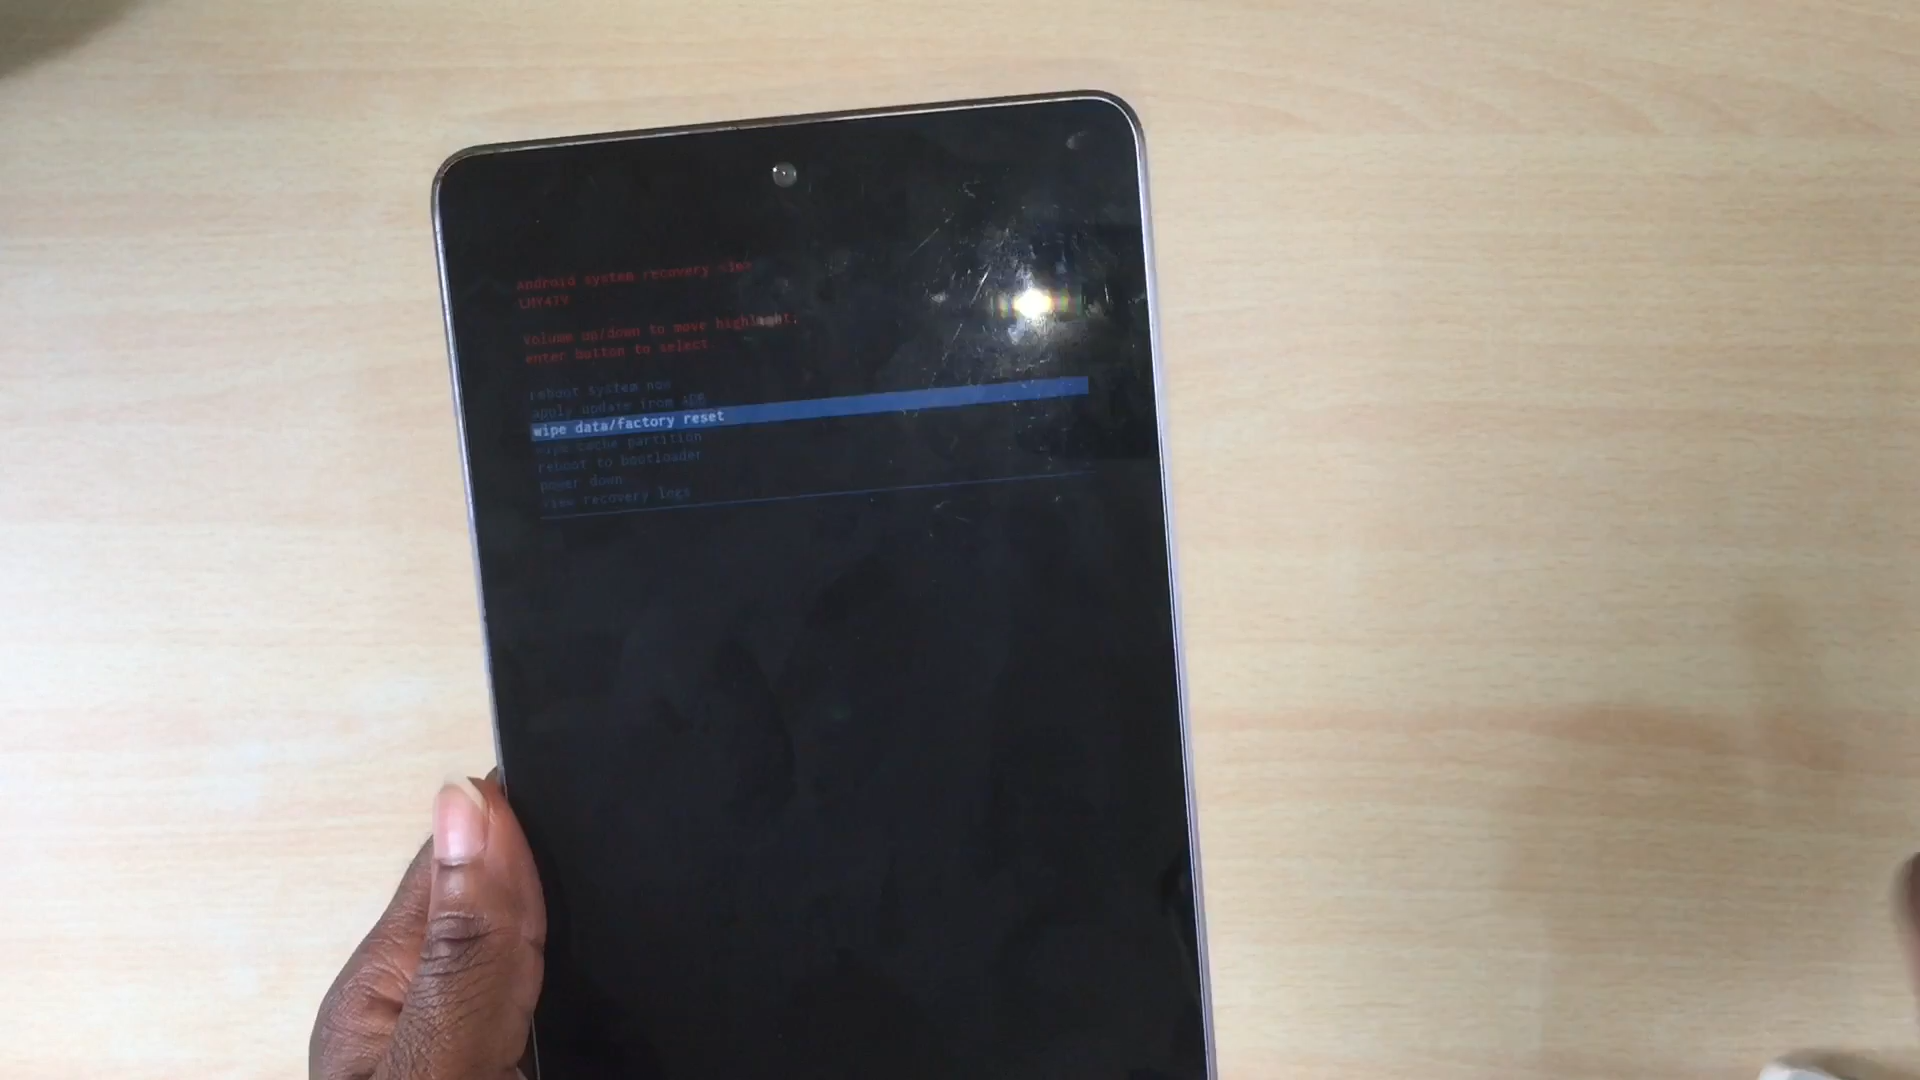 Android system recovery <3e>
LMY47V
Volume up/down to move highlight;
enter button to select.
reboot system now
apply update from ADB
wipe data/factory reset
wipe cache partition
reboot to bootloader
power down
view recovery logs